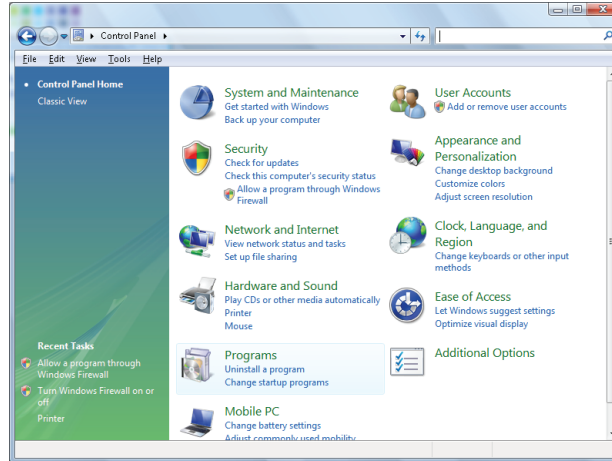 Control Panel
File Edit View Tools Help
Control Panel Home
Classic View
Recent Tasks
Allow a program through
Windows Firewall
Turn Windows Firewall on or
off
Printer
System and Maintenance
Get started with Windows
Back up your computer
Security
Check for updates
Check this computer's security status
Allow a program through Windows
Firewall
Network and Internet
View network status and tasks
Set up file sharing
Hardware and Sound
Play CDs or other media automatically
Printer
Mouse
Programs
Uninstall a program
Change startup programs
Mobile PC
Change battery settings
Adjust commonly used mobility
User Accounts
Add or remove user accounts
Appearance and
Personalization
Change desktop background
Customize colors
Adjust screen resolution
Clock, Language, and
Region
Change keyboards or other input
methods
Ease of Access
Let Windows suggest settings
Optimize visual display
Additional Options